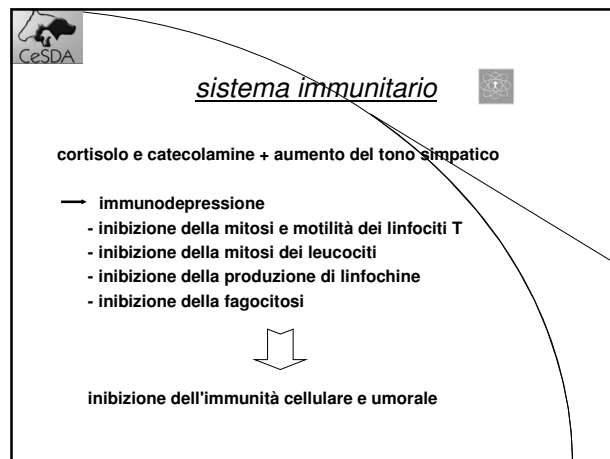 CeSDA
sistema immunitario
cortisolo e catecolamine + aumento del tono simpatico
immunodepressione
- inibizione della mitosi e motilità dei linfociti T
- inibizione della mitosi dei leucociti
- inibizione della produzione di linfochine
- inibizione della fagocitosi
inibizione dell'immunità cellulare e umorale